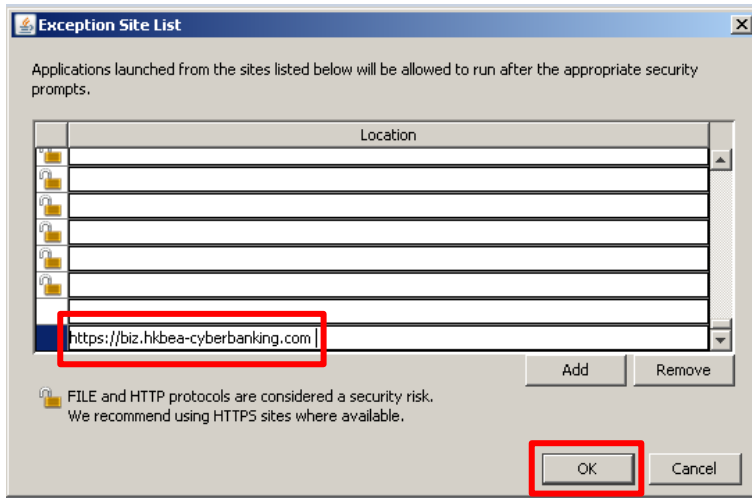 Exception Site List
Applications launched from the sites listed below will be allowed to run after the appropriate security
prompts.
Location
https://biz.hkbea-cyberbanking.com
Add
Remove
FILE and HTTP protocols are considered a security risk.
We recommend using HTTPS sites where available.
OK
Cancel